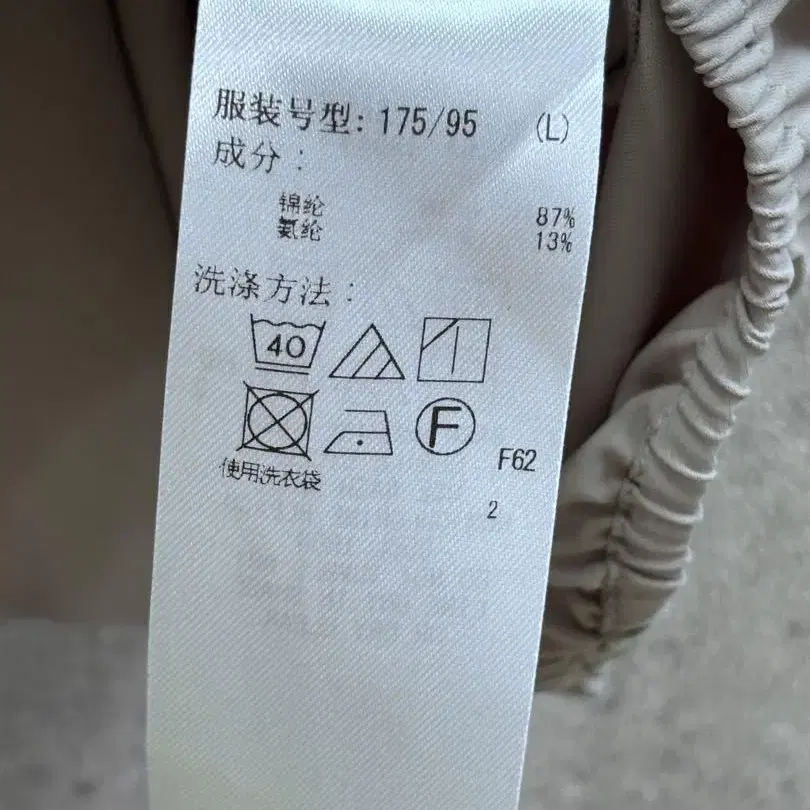 服装号型: 175/95 (L)
成分:
锦纶 87%
氨纶 13%
洗涤方法:
40
F
F62
使用洗衣袋
2